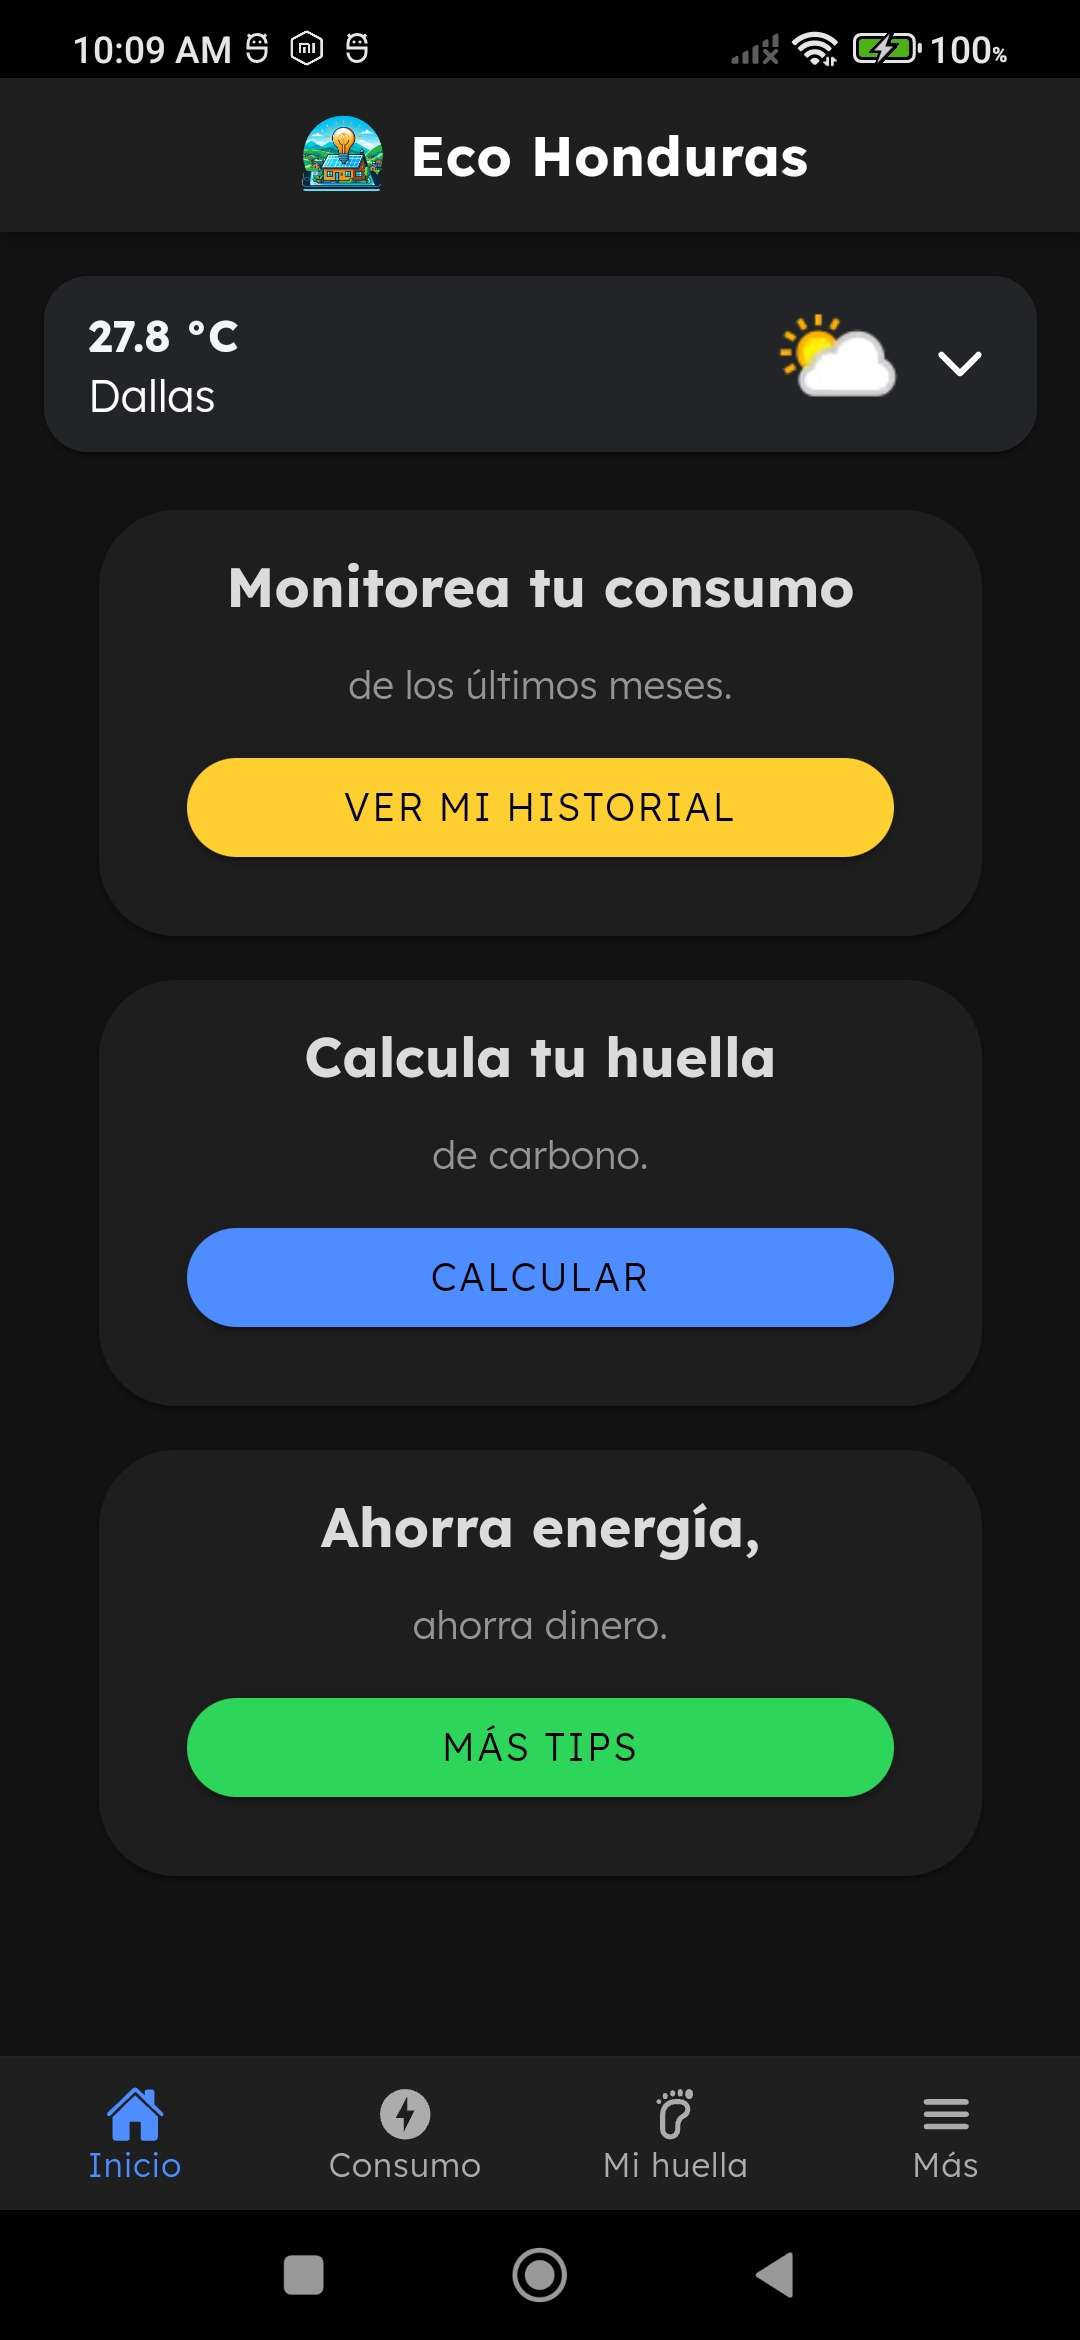 10:09 AM
100%
Eco Honduras
27.8 °C
Dallas
Monitorea tu consumo
de los últimos meses.
VER MI HISTORIAL
Calcula tu huella
de carbono.
CALCULAR
Ahorra energía,
ahorra dinero.
MÁS TIPS
Inicio
Consumo
Mi huella
Más